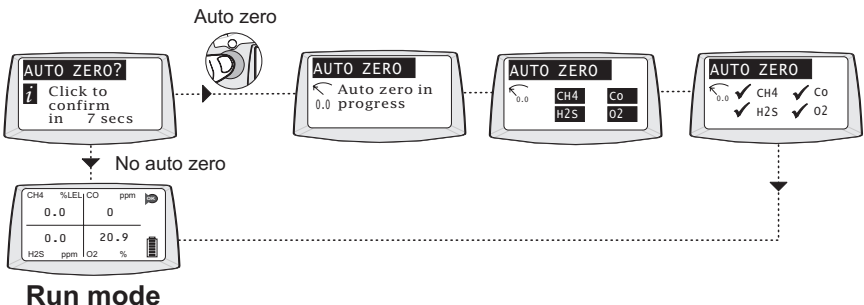 Auto zero
AUTO ZERO?
i Click to
confirm
in 7 secs
AUTO ZERO
Auto zero in
0.0 progress
AUTO ZERO
0.0 CH4 Co
H2S O2
AUTO ZERO
0.0 ✓ CH4 ✓ Co
✓ H2S ✓ O2
No auto zero
CH4 %LEL CO ppm OK
0.0 0
0.0 20.9
H2S ppm O2 %
Run mode